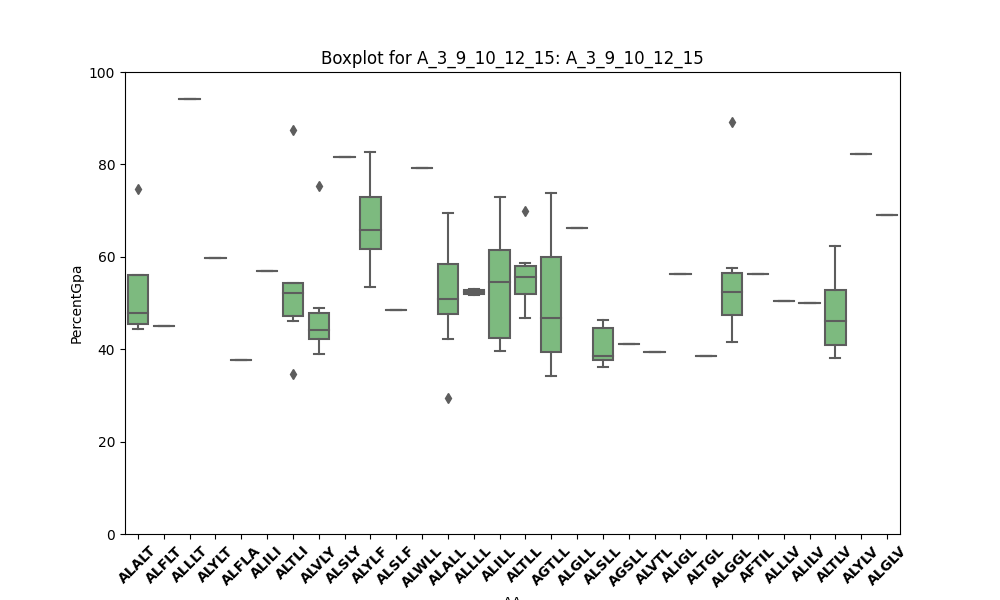 Boxplot for A_3_9_10_12_15: A_3_9_10_12_15
100
80
60
40
20
0
PercentGpa
ALALT
ALFLT
ALLLT
ALYLT
ALFLA
ALILI
ALTLI
ALVLY
ALSLY
ALYLF
ALSLF
ALWLL
ALALL
ALLLL
ALILL
ALTLL
AGTLL
ALGLL
ALSLL
AGSLL
ALVTL
ALIGL
ALTGL
ALGGL
AFTIL
ALLLV
ALILV
ALTLV
ALYLV
ALGLV